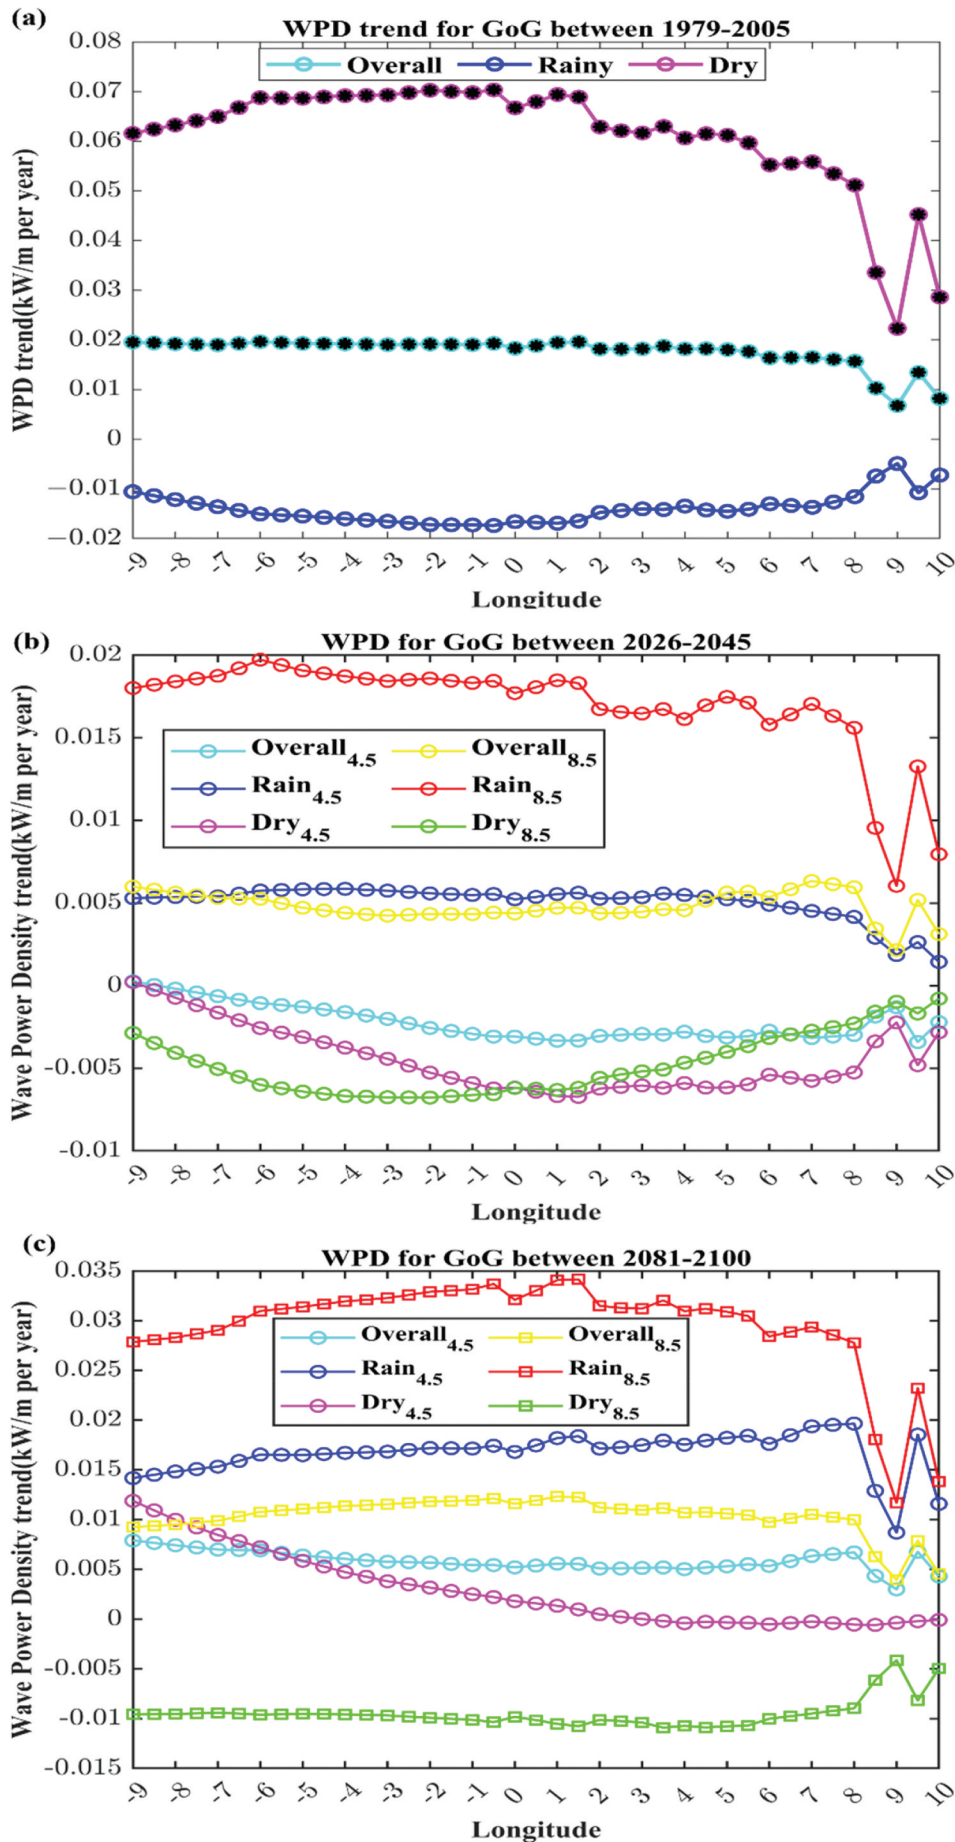 (a)
WPD trend for GoG between 1979-2005
Overall Rainy Dry
WPD trend(kW/m per year)
0.08
0.07
0.06
0.05
0.04
0.03
0.02
0.01
0
−0.01
−0.02
-9 -8 -7 -6 -5 -4 -3 -2 -1 0 1 2 3 4 5 6 7 8 9 10
Longitude
(b)
WPD for GoG between 2026-2045
Wave Power Density trend(kW/m per year)
0.02
0.015
0.01
0.005
0
-0.005
-0.01
Overall4.5 Overall8.5
Rain4.5 Rain8.5
Dry4.5 Dry8.5
-9 -8 -7 -6 -5 -4 -3 -2 -1 0 1 2 3 4 5 6 7 8 9 10
Longitude
(c)
WPD for GoG between 2081-2100
Wave Power Density trend(kW/m per year)
0.035
0.03
0.025
0.02
0.015
0.01
0.005
0
-0.005
-0.01
-0.015
Overall4.5 Overall8.5
Rain4.5 Rain8.5
Dry4.5 Dry8.5
-9 -8 -7 -6 -5 -4 -3 -2 -1 0 1 2 3 4 5 6 7 8 9 10
Longitude